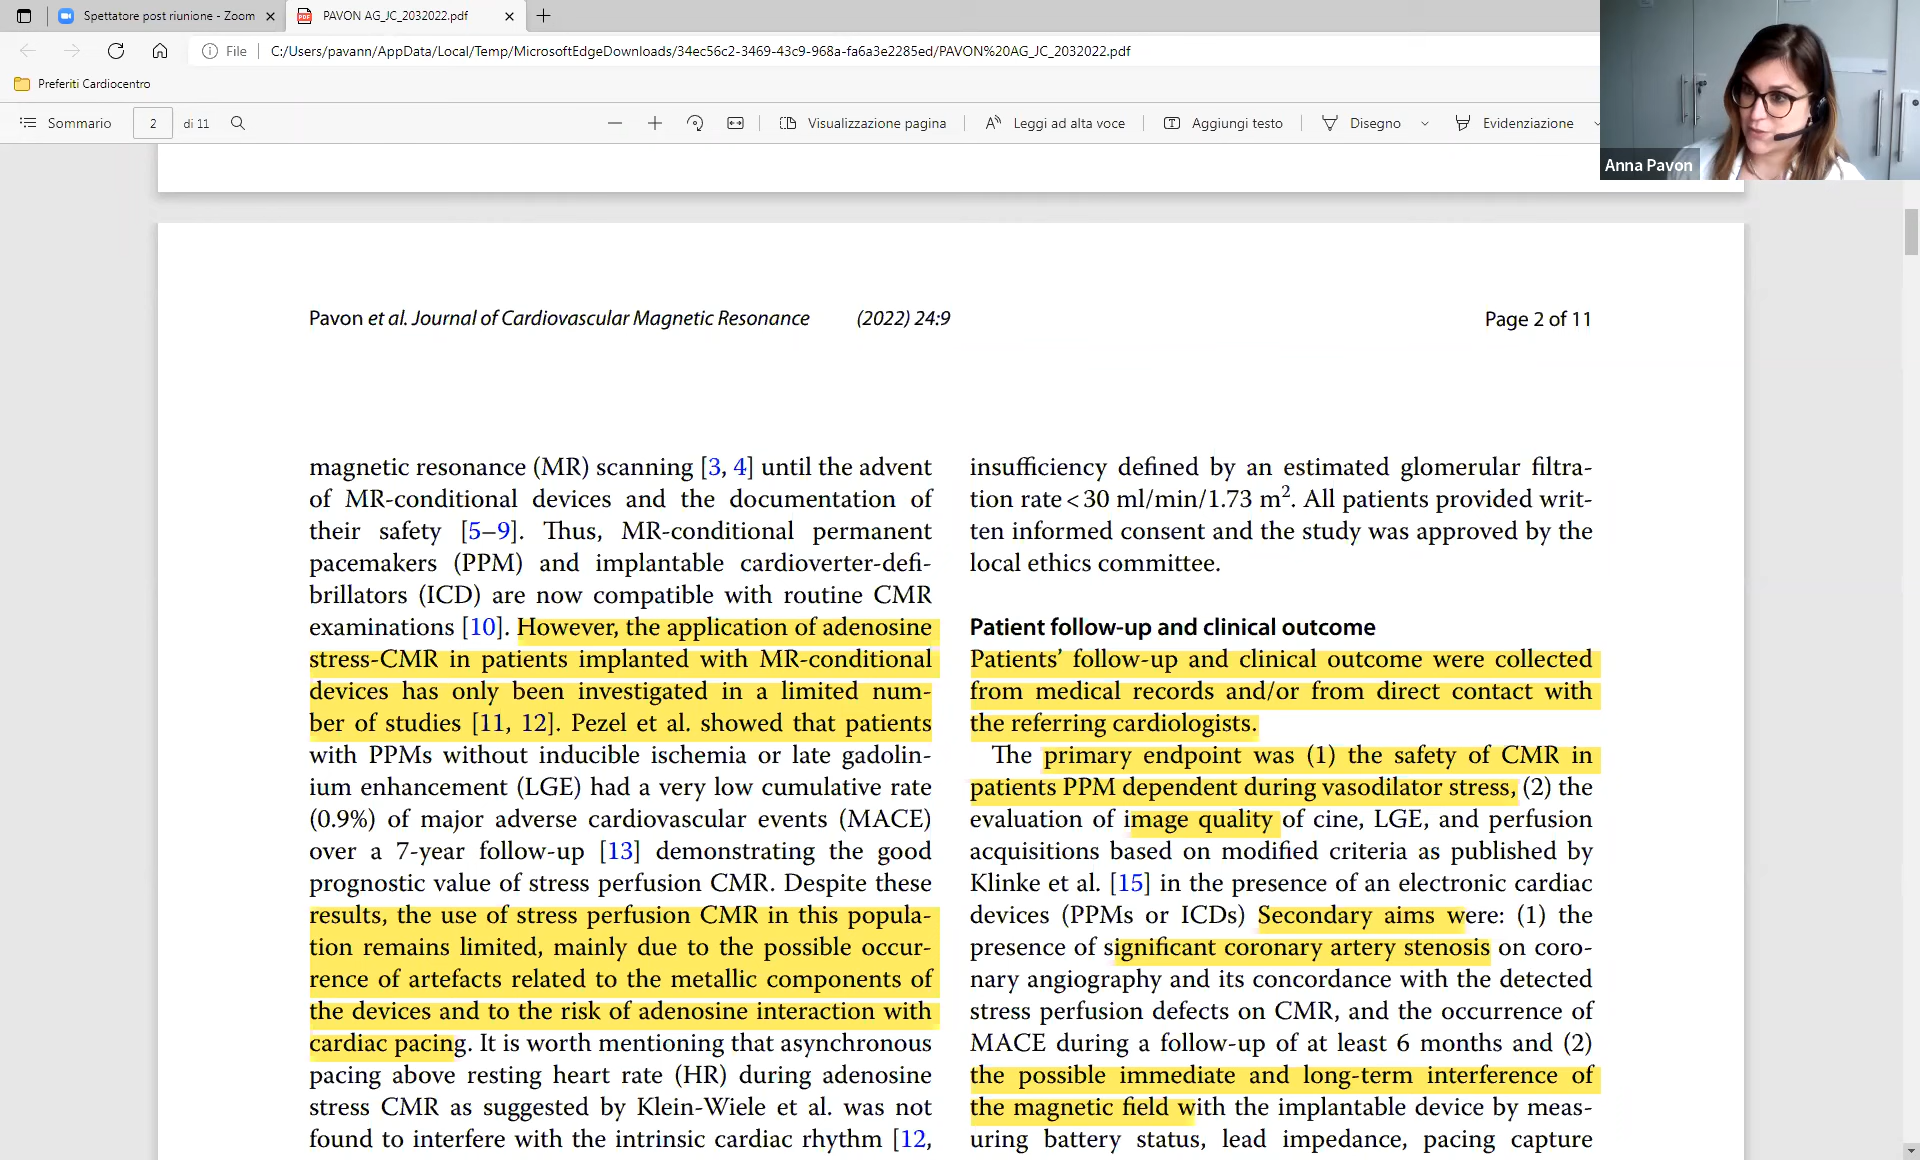 Spettatore post riunione - Zoom
PAVON AG_JC_2032022.pdf
File
C:/Users/pavann/AppData/Local/Temp/MicrosoftEdgeDownloads/34ec56c2-3469-43c9-968a-fa6a3e2285ed/PAVON%20AG_JC_2032022.pdf
Preferiti Cardiocentro
Sommario
2
di 11
Visualizzazione pagina
Leggi ad alta voce
Aggiungi testo
Disegno
Evidenziazione
Anna Pavon
Pavon et al. Journal of Cardiovascular Magnetic Resonance (2022) 24:9
Page 2 of 11
magnetic resonance (MR) scanning [3, 4] until the advent
of MR-conditional devices and the documentation of
their safety [5–9]. Thus, MR-conditional permanent
pacemakers (PPM) and implantable cardioverter-defi-
brillators (ICD) are now compatible with routine CMR
examinations [10]. However, the application of adenosine
stress-CMR in patients implanted with MR-conditional
devices has only been investigated in a limited num-
ber of studies [11, 12]. Pezel et al. showed that patients
with PPMs without inducible ischemia or late gadolin-
ium enhancement (LGE) had a very low cumulative rate
(0.9%) of major adverse cardiovascular events (MACE)
over a 7-year follow-up [13] demonstrating the good
prognostic value of stress perfusion CMR. Despite these
results, the use of stress perfusion CMR in this popula-
tion remains limited, mainly due to the possible occur-
rence of artefacts related to the metallic components of
the devices and to the risk of adenosine interaction with
cardiac pacing. It is worth mentioning that asynchronous
pacing above resting heart rate (HR) during adenosine
stress CMR as suggested by Klein-Wiele et al. was not
found to interfere with the intrinsic cardiac rhythm [12,
insufficiency defined by an estimated glomerular filtra-
tion rate < 30 ml/min/1.73 m². All patients provided writ-
ten informed consent and the study was approved by the
local ethics committee.
Patient follow-up and clinical outcome
Patients’ follow-up and clinical outcome were collected
from medical records and/or from direct contact with
the referring cardiologists.
The primary endpoint was (1) the safety of CMR in
patients PPM dependent during vasodilator stress, (2) the
evaluation of image quality of cine, LGE, and perfusion
acquisitions based on modified criteria as published by
Klinke et al. [15] in the presence of an electronic cardiac
devices (PPMs or ICDs) Secondary aims were: (1) the
presence of significant coronary artery stenosis on coro-
nary angiography and its concordance with the detected
stress perfusion defects on CMR, and the occurrence of
MACE during a follow-up of at least 6 months and (2)
the possible immediate and long-term interference of
the magnetic field with the implantable device by meas-
uring battery status, lead impedance, pacing capture